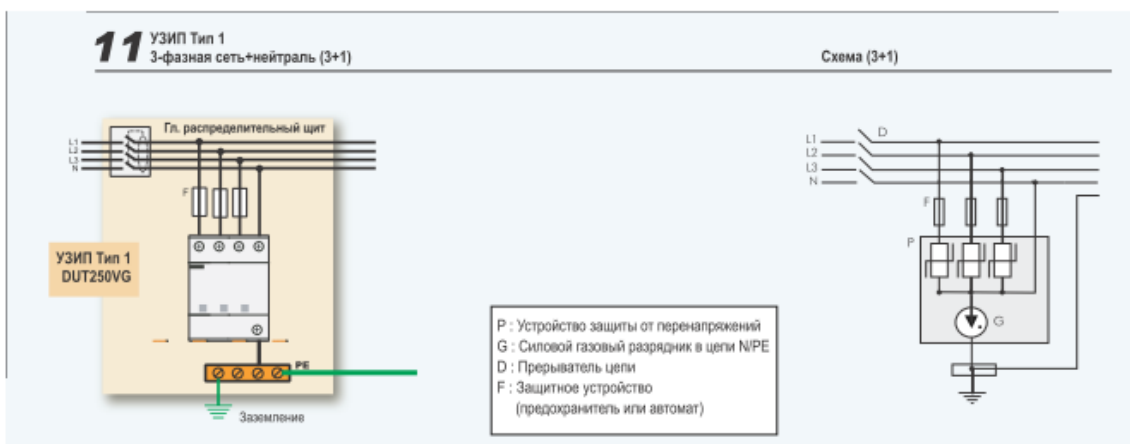 11 УЗИП Тип 1
3-фазная сеть+нейтраль (3+1)
Схема (3+1)
Гл. распределительный щит
L1
L2
L3
N
F
УЗИП Тип 1
DUT250VG
PE
Заземление
P : Устройство защиты от перенапряжений
G : Силовой газовый разрядник в цепи N/PE
D : Прерыватель цепи
F : Защитное устройство
(предохранитель или автомат)
L1
D
L2
L3
N
F
P
G